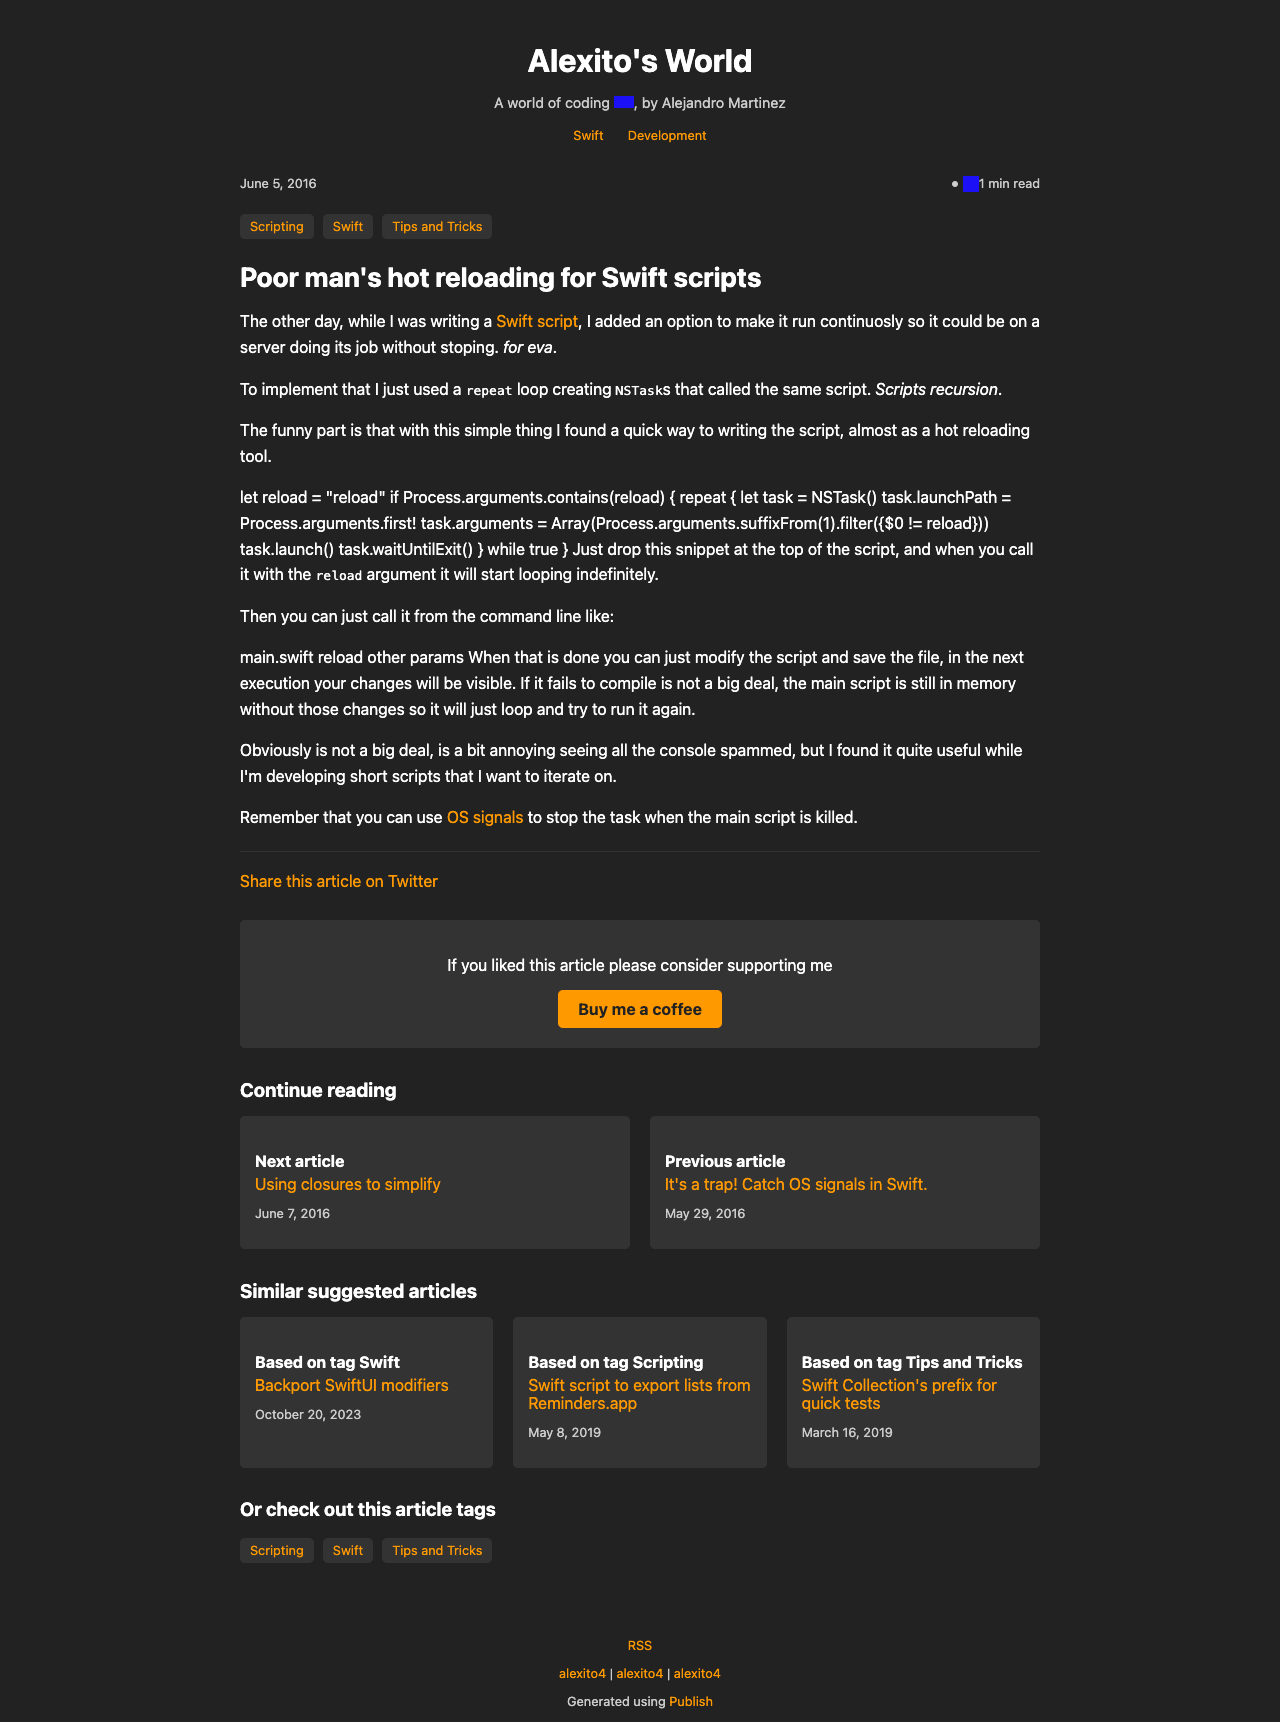 Alexito's World
A world of coding , by Alejandro Martinez
Swift Development
June 5, 2016
● 1 min read
Scripting Swift Tips and Tricks
Poor man's hot reloading for Swift scripts
The other day, while I was writing a Swift script, I added an option to make it run continuosly so it could be on a
server doing its job without stoping. for eva.
To implement that I just used a repeat loop creating NSTasks that called the same script. Scripts recursion.
The funny part is that with this simple thing I found a quick way to writing the script, almost as a hot reloading
tool.
let reload = "reload" if Process.arguments.contains(reload) { repeat { let task = NSTask() task.launchPath =
Process.arguments.first! task.arguments = Array(Process.arguments.suffixFrom(1).filter({$0 != reload}))
task.launch() task.waitUntilExit() } while true } Just drop this snippet at the top of the script, and when you call
it with the reload argument it will start looping indefinitely.
Then you can just call it from the command line like:
main.swift reload other params When that is done you can just modify the script and save the file, in the next
execution your changes will be visible. If it fails to compile is not a big deal, the main script is still in memory
without those changes so it will just loop and try to run it again.
Obviously is not a big deal, is a bit annoying seeing all the console spammed, but I found it quite useful while
I'm developing short scripts that I want to iterate on.
Remember that you can use OS signals to stop the task when the main script is killed.
Share this article on Twitter
If you liked this article please consider supporting me
Buy me a coffee
Continue reading
Next article
Using closures to simplify
June 7, 2016
Previous article
It's a trap! Catch OS signals in Swift.
May 29, 2016
Similar suggested articles
Based on tag Swift
Backport SwiftUI modifiers
October 20, 2023
Based on tag Scripting
Swift script to export lists from
Reminders.app
May 8, 2019
Based on tag Tips and Tricks
Swift Collection's prefix for
quick tests
March 16, 2019
Or check out this article tags
Scripting Swift Tips and Tricks
RSS
alexito4 | alexito4 | alexito4
Generated using Publish